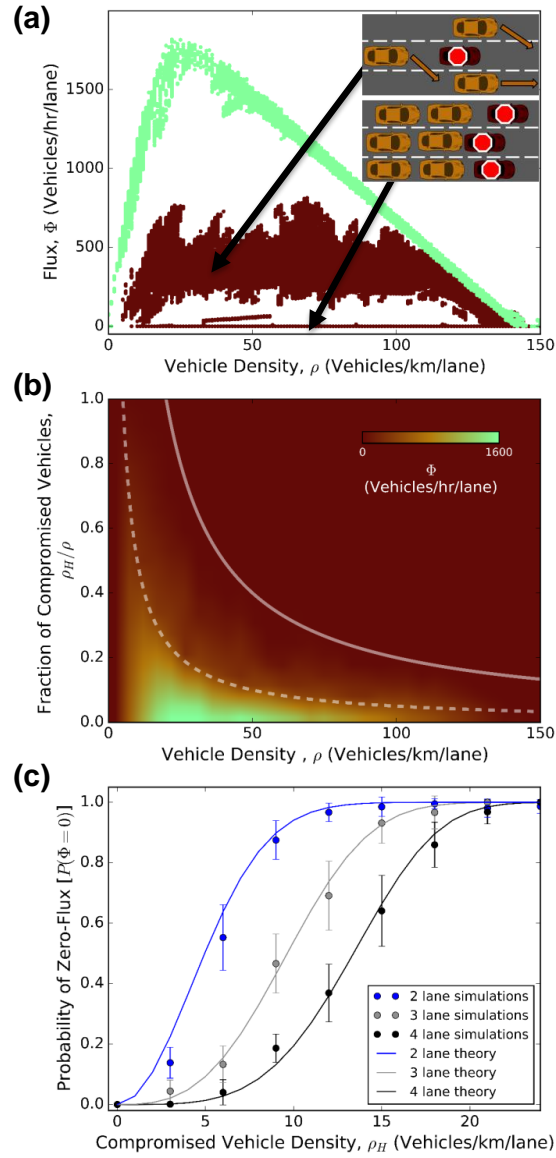 (a)
1500
1000
500
0
Flux, Φ (Vehicles/hr/lane)
0 50 100 150
Vehicle Density, ρ (Vehicles/km/lane)
(b)
1.0
0.8
0.6
0.4
0.2
0.0
Fraction of Compromised Vehicles,
ρ_H/ρ
0 1600
Φ
(Vehicles/hr/lane)
0 50 100 150
Vehicle Density , ρ (Vehicles/km/lane)
(c)
1.0
0.8
0.6
0.4
0.2
0.0
Probability of Zero-Flux [P(Φ = 0)]
2 lane simulations
3 lane simulations
4 lane simulations
2 lane theory
3 lane theory
4 lane theory
0 5 10 15 20
Compromised Vehicle Density, ρ_H (Vehicles/km/lane)